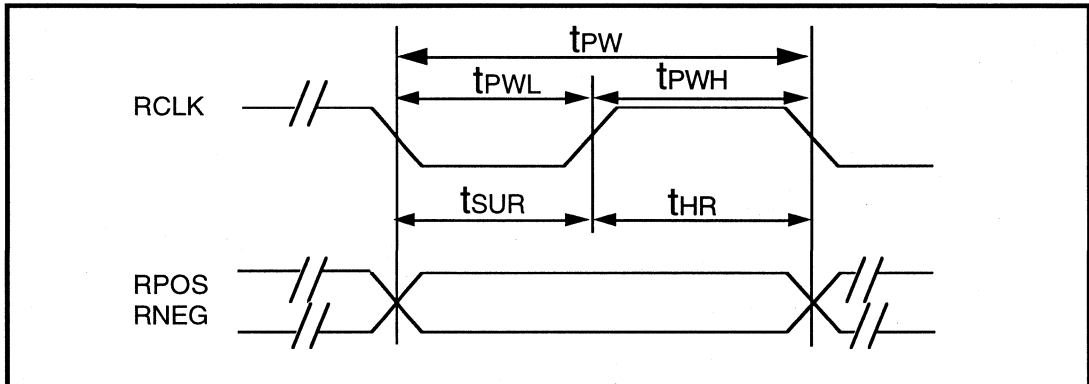 tPW
tPWL tPWH
RCLK
tSUR tHR
RPOS
RNEG